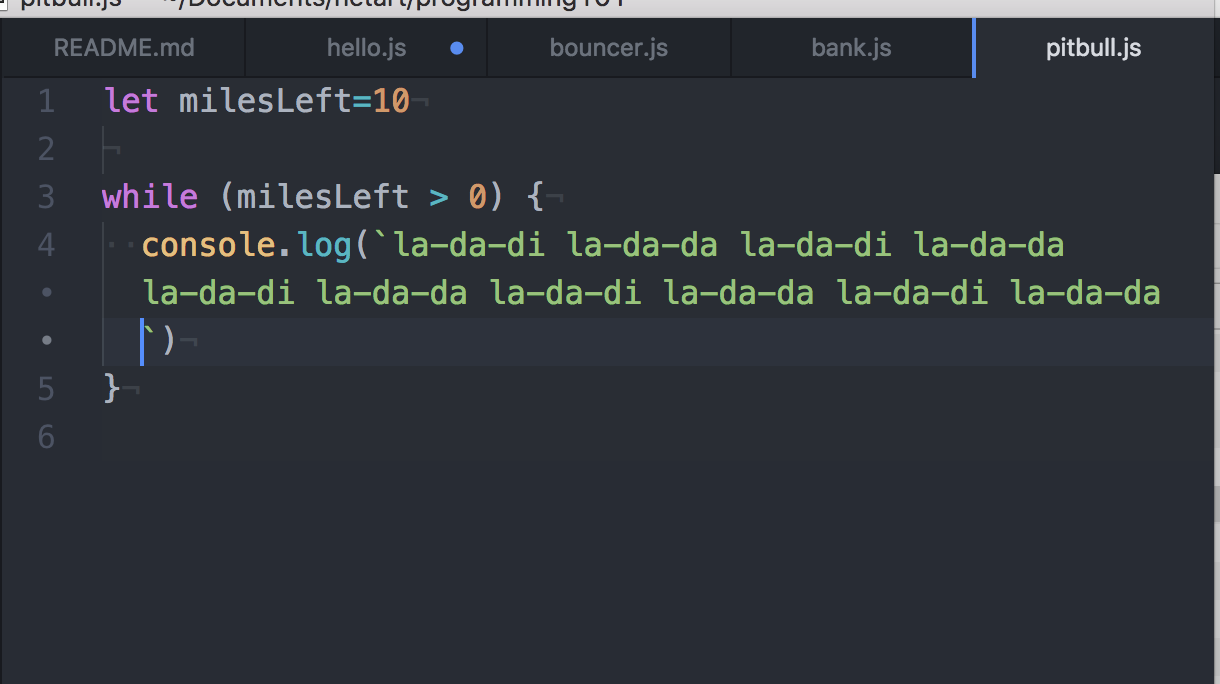 pitbull.js — ~/Documents/netart/programming101
README.md hello.js bouncer.js bank.js pitbull.js
1 let milesLeft=10¬
2 ¬
3 while (milesLeft > 0) {¬
4 ··console.log(`la-da-di la-da-da la-da-di la-da-da
• la-da-di la-da-da la-da-di la-da-da la-da-di la-da-da
• `)¬
5 }¬
6